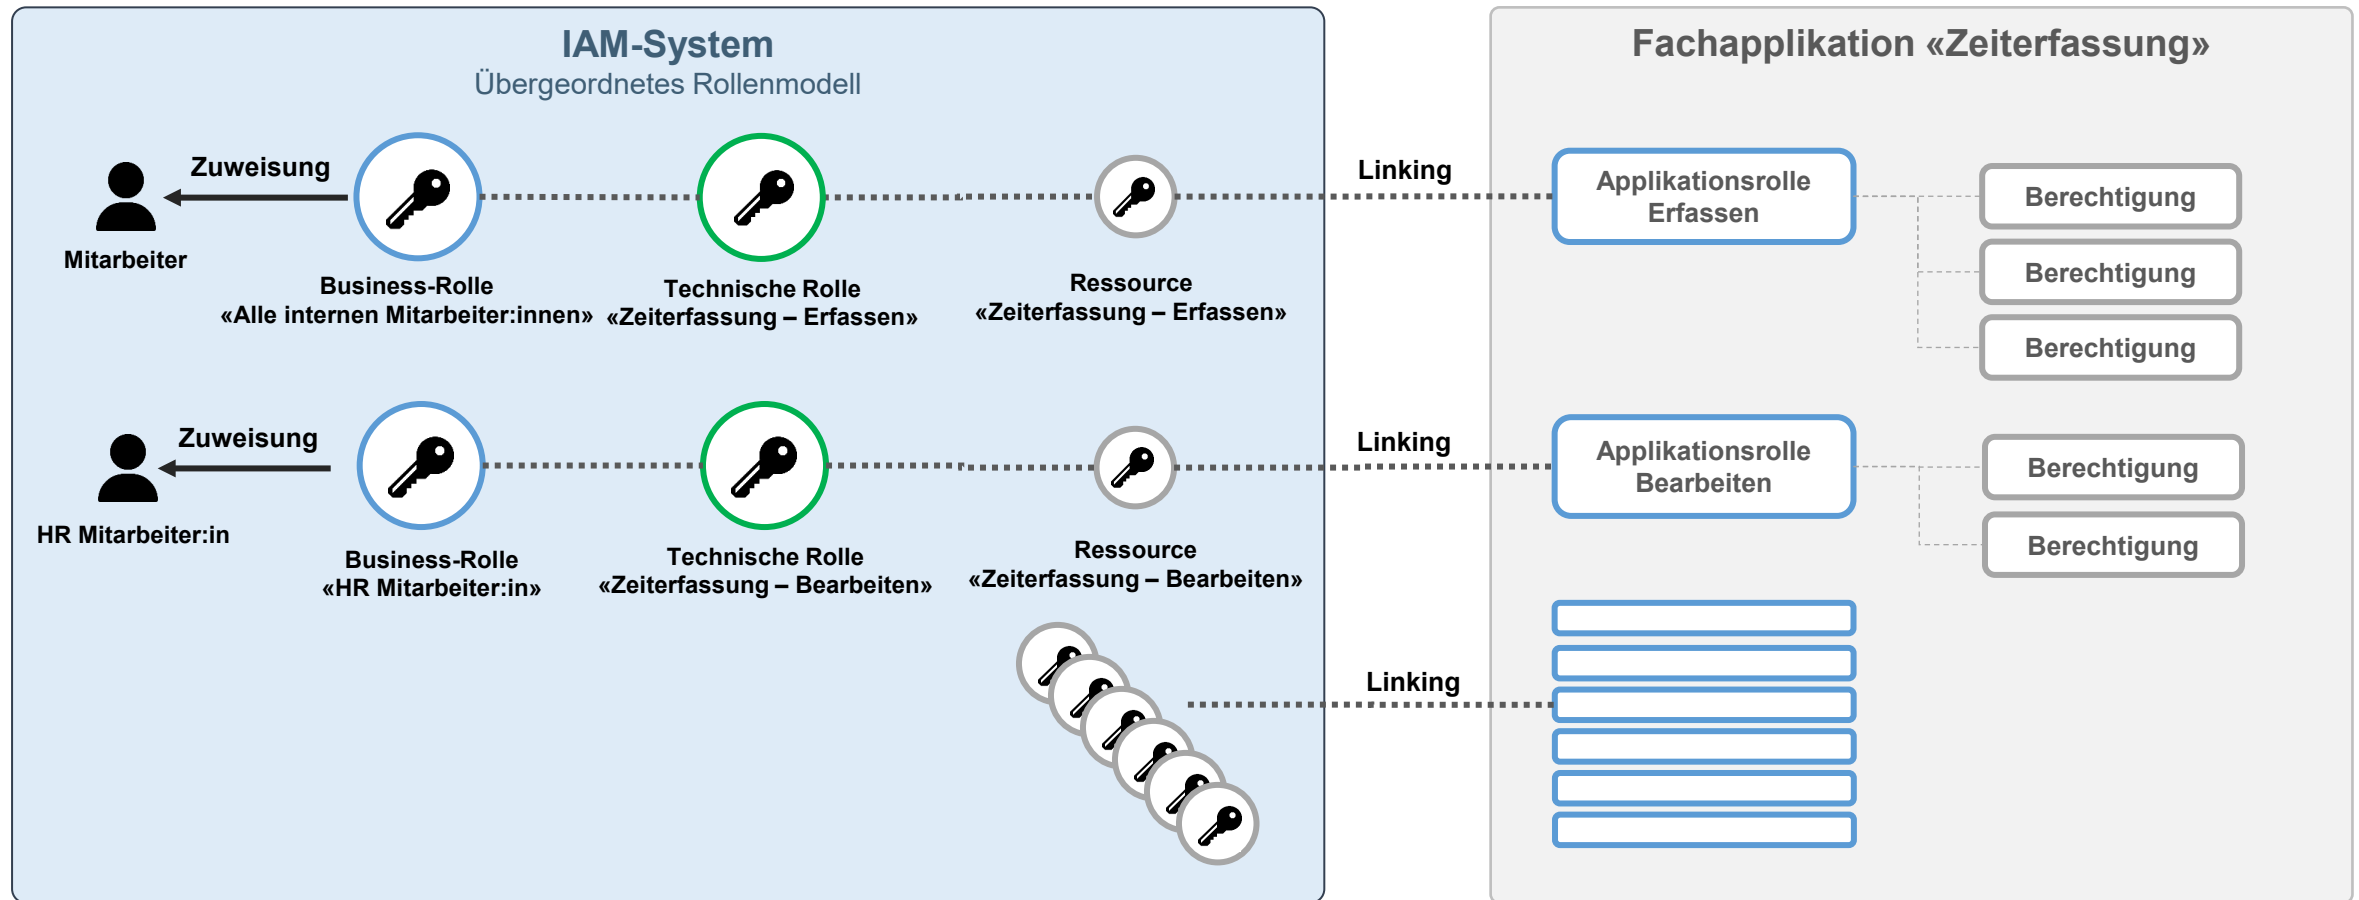 IAM-System
Übergeordnetes Rollenmodell
Fachapplikation «Zeiterfassung»
Zuweisung
Mitarbeiter
Business-Rolle
«Alle internen Mitarbeiter:innen»
Technische Rolle
«Zeiterfassung – Erfassen»
Ressource
«Zeiterfassung – Erfassen»
Linking
Applikationsrolle
Erfassen
Berechtigung
Berechtigung
Berechtigung
Zuweisung
HR Mitarbeiter:in
Business-Rolle
«HR Mitarbeiter:in»
Technische Rolle
«Zeiterfassung – Bearbeiten»
Ressource
«Zeiterfassung – Bearbeiten»
Linking
Applikationsrolle
Bearbeiten
Berechtigung
Berechtigung
Linking